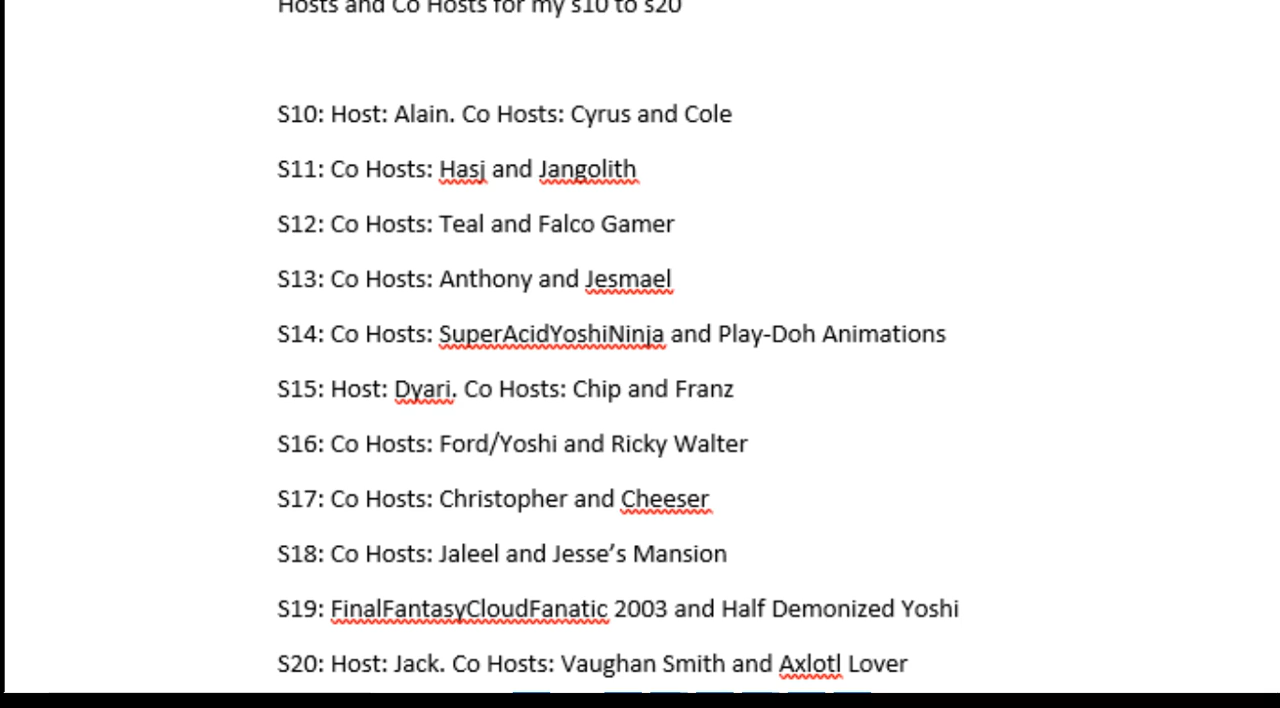 Hosts and Co Hosts for my s10 to s20
S10: Host: Alain. Co Hosts: Cyrus and Cole
S11: Co Hosts: Hasj and Jangolith
S12: Co Hosts: Teal and Falco Gamer
S13: Co Hosts: Anthony and Jesmael
S14: Co Hosts: SuperAcidYoshiNinja and Play-Doh Animations
S15: Host: Dyari. Co Hosts: Chip and Franz
S16: Co Hosts: Ford/Yoshi and Ricky Walter
S17: Co Hosts: Christopher and Cheeser
S18: Co Hosts: Jaleel and Jesse’s Mansion
S19: FinalFantasyCloudFanatic 2003 and Half Demonized Yoshi
S20: Host: Jack. Co Hosts: Vaughan Smith and Axlotl Lover